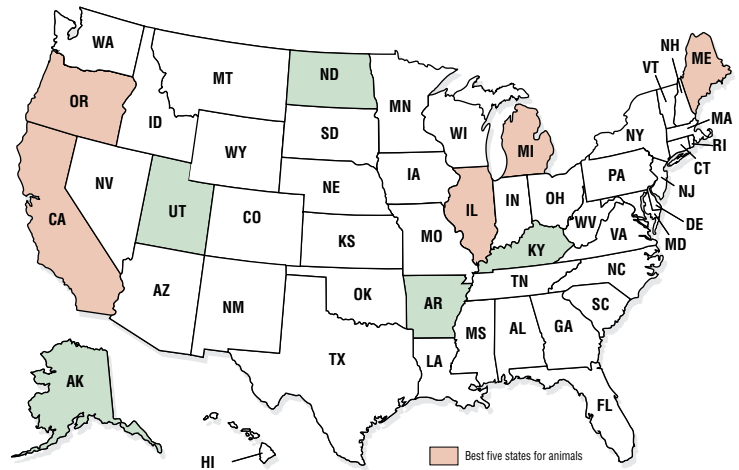 WA
MT
ND
MN
OR
ID
SD
WI
MI
NY
VT
NH
ME
MA
RI
CT
NJ
DE
MD
WY
IA
PA
NV
NE
IL
IN
OH
UT
CO
WV
VA
CA
KS
MO
KY
AZ
NM
OK
AR
TN
NC
SC
MS
AL
GA
TX
LA
FL
AK
HI
Best five states for animals